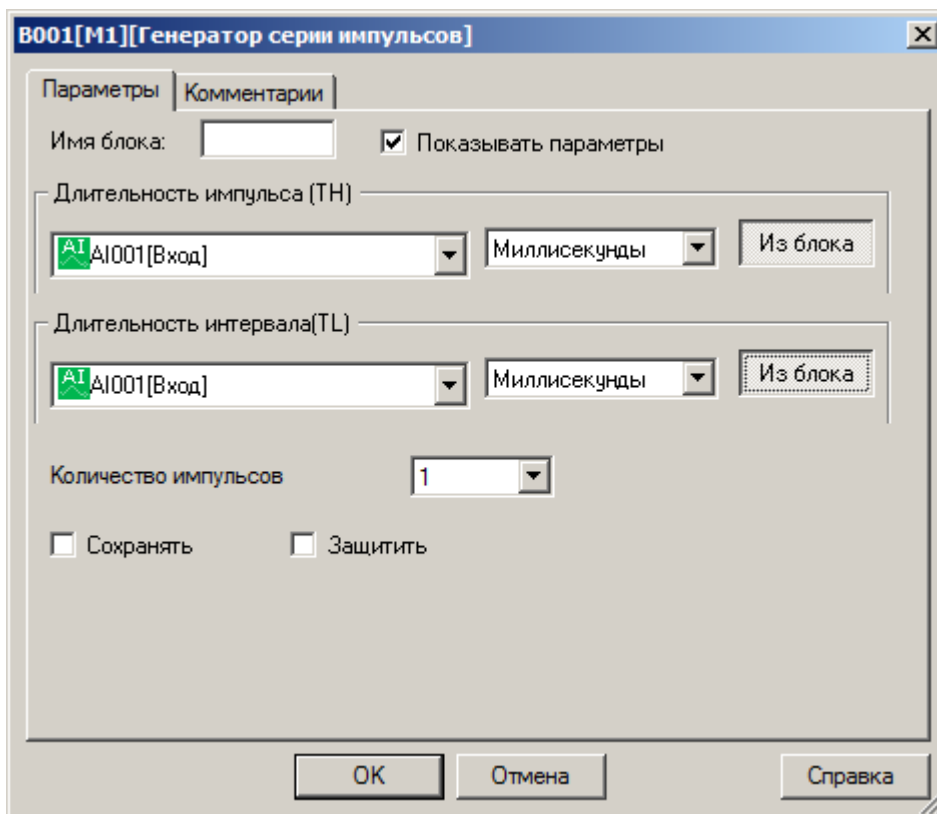 B001[M1][Генератор серии импульсов]
Параметры Комментарии
Имя блока: Показывать параметры
Длительность импульса (TH)
AI AI001[Вход] Миллисекунды Из блока
Длительность интервала(TL)
AI AI001[Вход] Миллисекунды Из блока
Количество импульсов 1
Сохранять Защитить
OK Отмена Справка